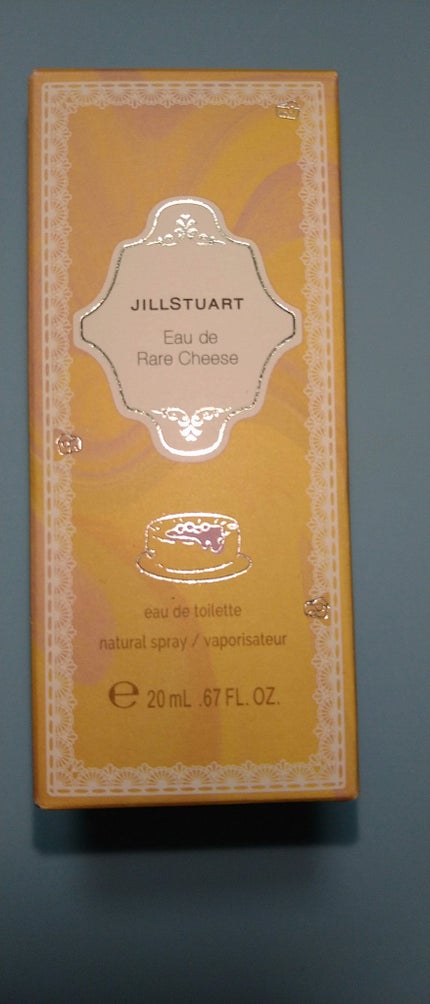 JILLSTUART
Eau de
Rare Cheese
eau de toilette
natural spray / vaporisateur
℮ 20 mL .67 FL. OZ.